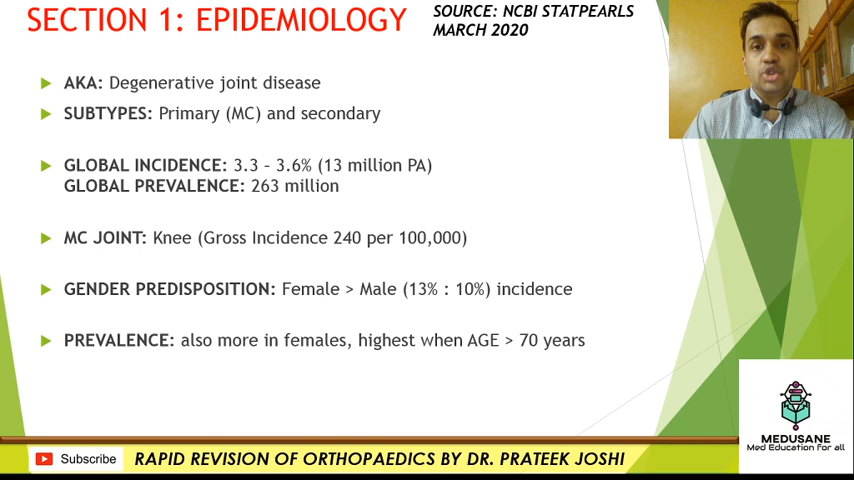 SECTION 1: EPIDEMIOLOGY
SOURCE: NCBI STATPEARLS
MARCH 2020
AKA: Degenerative joint disease
SUBTYPES: Primary (MC) and secondary
GLOBAL INCIDENCE: 3.3 – 3.6% (13 million PA)
GLOBAL PREVALENCE: 263 million
MC JOINT: Knee (Gross Incidence 240 per 100,000)
GENDER PREDISPOSITION: Female > Male (13% : 10%) incidence
PREVALENCE: also more in females, highest when AGE > 70 years
MEDUSANE
Med Education for all
Subscribe
RAPID REVISION OF ORTHOPAEDICS BY DR. PRATEEK JOSHI